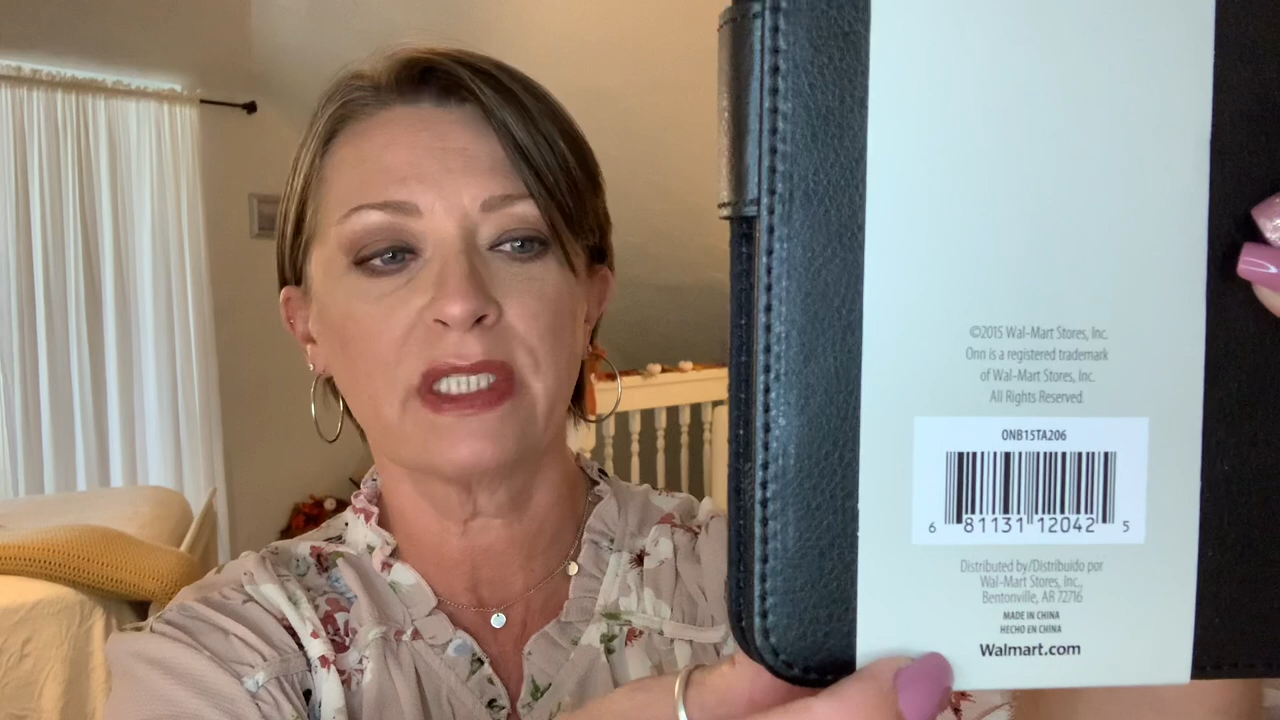 ©2015 Wal-Mart Stores, Inc.
Onn is a registered trademark
of Wal-Mart Stores, Inc.
All Rights Reserved.
ONB15TA206
6 81131 12042 5
Distributed by/Distribuido por
Wal-Mart Stores, Inc.,
Bentonville, AR 72716
MADE IN CHINA
HECHO EN CHINA
Walmart.com